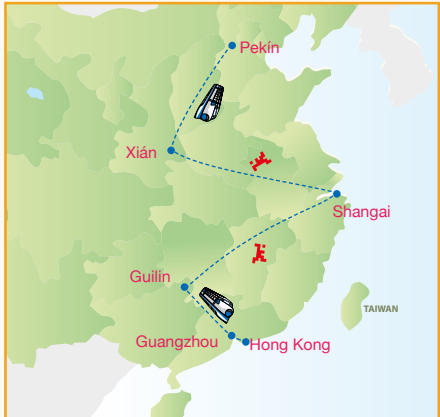 Pekín
Xián
Shangai
Guilin
TAIWAN
Guangzhou
Hong Kong